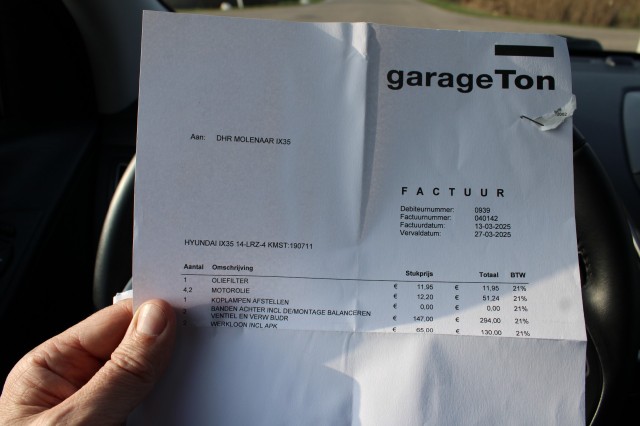 garageTon
Aan: DHR MOLENAAR IX35
FACTUUR
Debiteurnummer: 0939
Factuurnummer: 040142
Factuurdatum: 13-03-2025
Vervaldatum: 27-03-2025
HYUNDAI IX35 14-LRZ-4 KMST:190711
Aantal Omschrijving Stukprijs Totaal BTW
1 OLIEFILTER € 11,95 € 11,95 21%
4,2 MOTOROLIE € 12,20 € 51,24 21%
1 KOPLAMPEN AFSTELLEN € 0,00 € 0,00 21%
BANDEN ACHTER INCL DE/MONTAGE BALANCEREN
VENTIEL EN VERW BIJDR € 147,00 € 294,00 21%
WERKLOON INCL APK € 65,00 € 130,00 21%